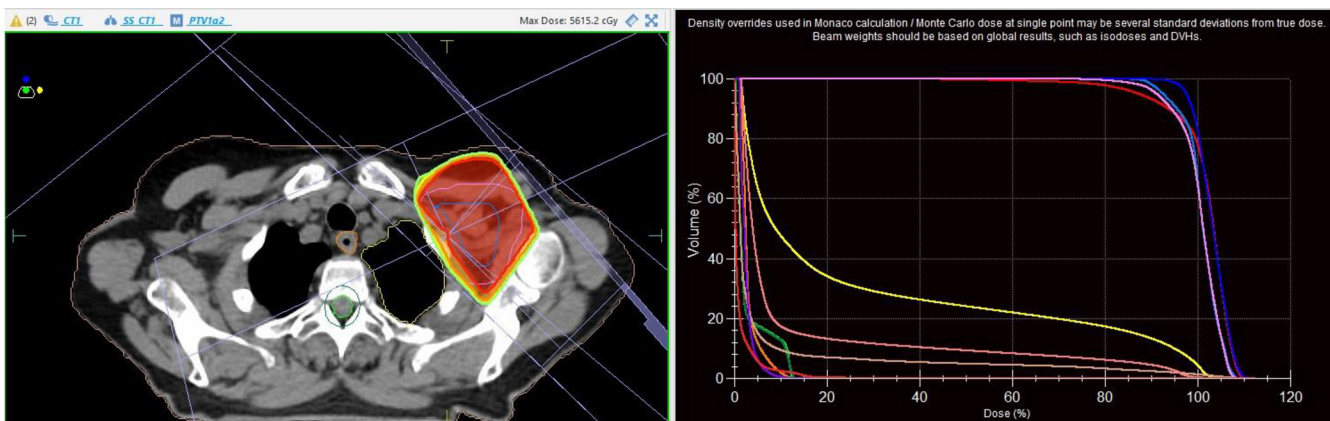 (2) CT1 SS_CT1 M PTV1a2 Max Dose: 5615.2 cGy
Density overrides used in Monaco calculation / Monte Carlo dose at single point may be several standard deviations from true dose.
Beam weights should be based on global results, such as isodoses and DVHs.
100
80
60
40
20
0
Volume (%)
0 20 40 60 80 100 120
Dose (%)